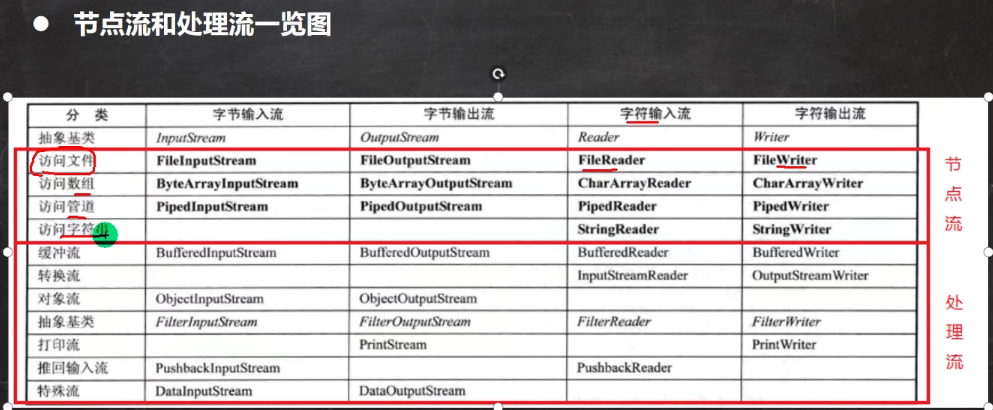 ● 节点流和处理流一览图
分 类 字节输入流 字节输出流 字符输入流 字符输出流
抽象基类 InputStream OutputStream Reader Writer
访问文件 FileInputStream FileOutputStream FileReader FileWriter
访问数组 ByteArrayInputStream ByteArrayOutputStream CharArrayReader CharArrayWriter
访问管道 PipedInputStream PipedOutputStream PipedReader PipedWriter
访问字符 StringReader StringWriter
缓冲流 BufferedInputStream BufferedOutputStream BufferedReader BufferedWriter
转换流 InputStreamReader OutputStreamWriter
对象流 ObjectInputStream ObjectOutputStream
抽象基类 FilterInputStream FilterOutputStream FilterReader FilterWriter
打印流 PrintStream PrintWriter
推回输入流 PushbackInputStream PushbackReader
特殊流 DataInputStream DataOutputStream
节点流
处理流